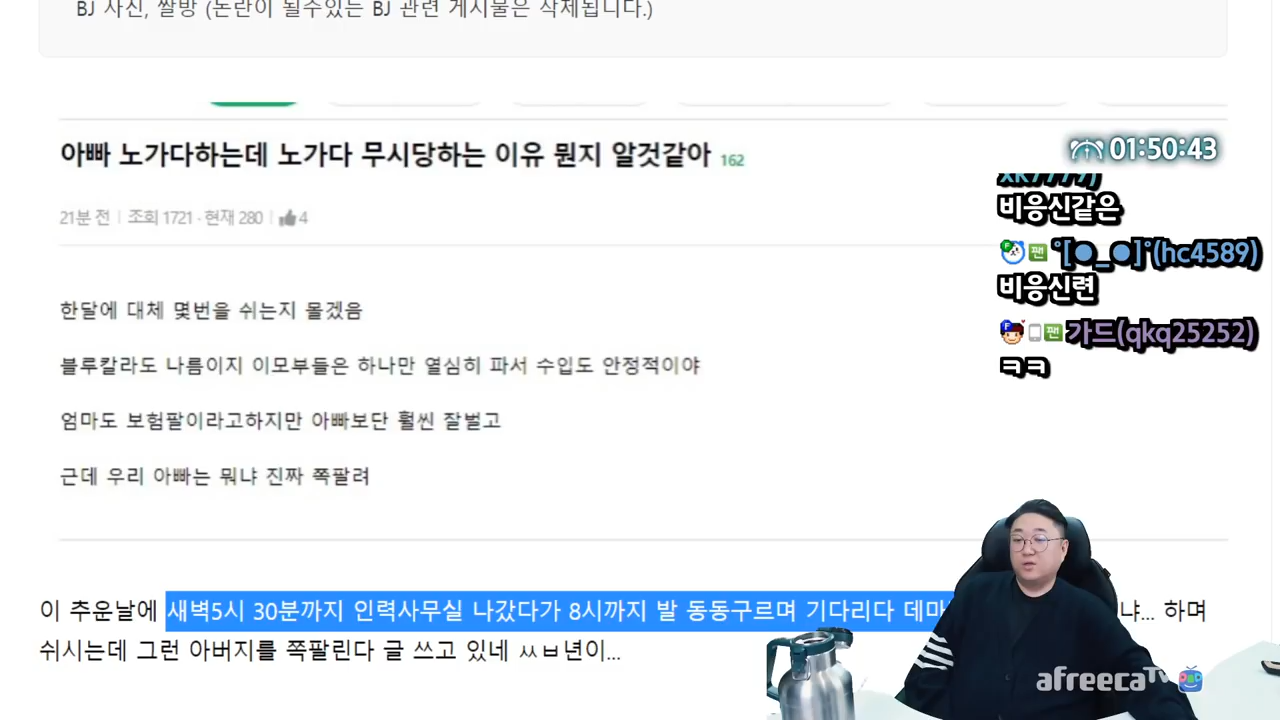 BJ 사진, 짤방 (논란이 될수있는 BJ 관련 게시물은 삭제됩니다.)
아빠 노가다하는데 노가다 무시당하는 이유 뭔지 알것같아 162
01:50:43
21분 전 | 조회 1721 · 현재 280 | 4
비응신같은
팬 °[●_●]°(hc4589)
비응신련
팬 가드(qkq25252)
ㅋㅋ
한달에 대체 몇번을 쉬는지 몰겠음
블루칼라도 나름이지 이모부들은 하나만 열심히 파서 수입도 안정적이야
엄마도 보험팔이라고하지만 아빠보단 훨씬 잘벌고
근데 우리 아빠는 뭐냐 진짜 쪽팔려
이 추운날에 새벽5시 30분까지 인력사무실 나갔다가 8시까지 발 동동구르며 기다리다 데마 냐... 하며
쉬시는데 그런 아버지를 쪽팔린다 글 쓰고 있네 ㅆㅂ년이...
afreecaTV